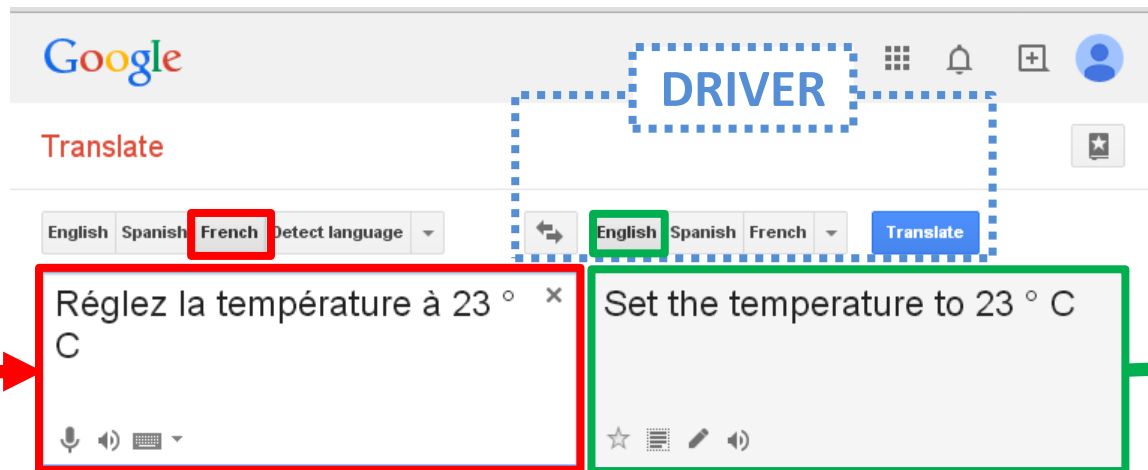 Google
DRIVER
Translate
English Spanish French Detect language English Spanish French Translate
Réglez la température à 23 ° Set the temperature to 23 ° C
C